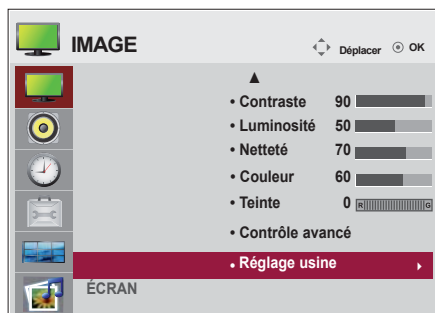 IMAGE
Déplacer OK
• Contraste 90
• Luminosité 50
• Netteté 70
• Couleur 60
• Teinte 0 R G
• Contrôle avancé
• Réglage usine
ÉCRAN